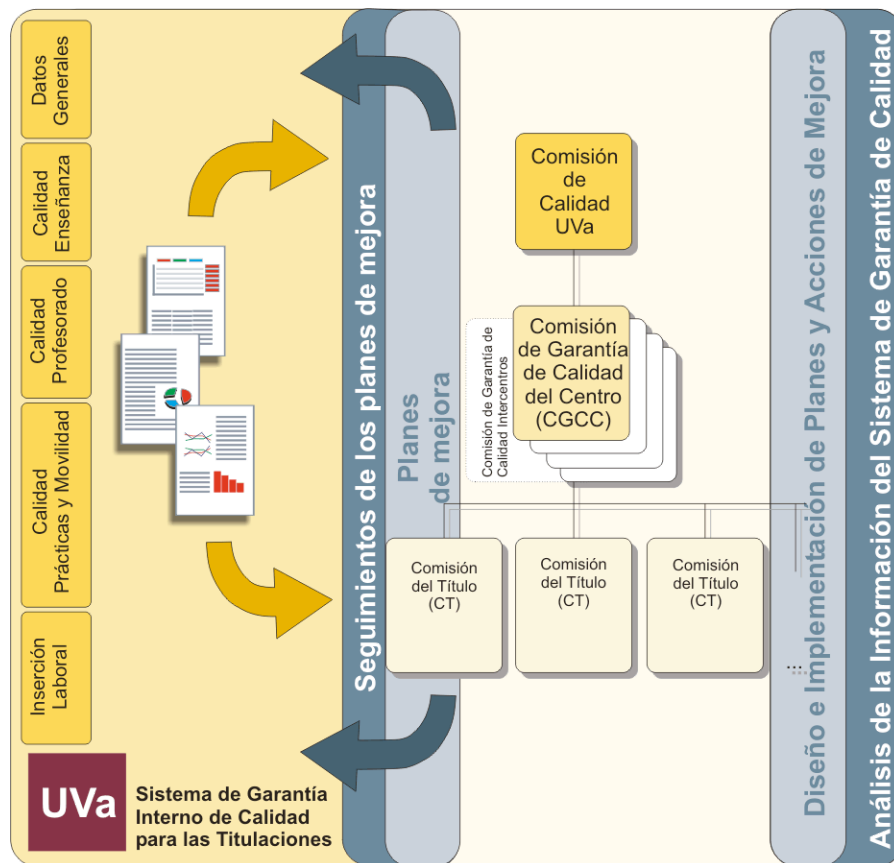 Datos
Generales
Calidad
Enseñanza
Calidad
Profesorado
Calidad
Prácticas y Movilidad
Inserción
Laboral
UVa
Sistema de Garantía
Interno de Calidad
para las Titulaciones
Seguimientos de los planes de mejora
Planes
de mejora
Comisión
de
Calidad
UVa
Comisión de Garantía de
Calidad Intercentros
Comisión
de Garantía
de Calidad
del Centro
(CGCC)
Comisión
del Título
(CT)
Comisión
del Título
(CT)
Comisión
del Título
(CT)
...
Diseño e Implementación de Planes y Acciones de Mejora
Análisis de la Información del Sistema de Garantía de Calidad